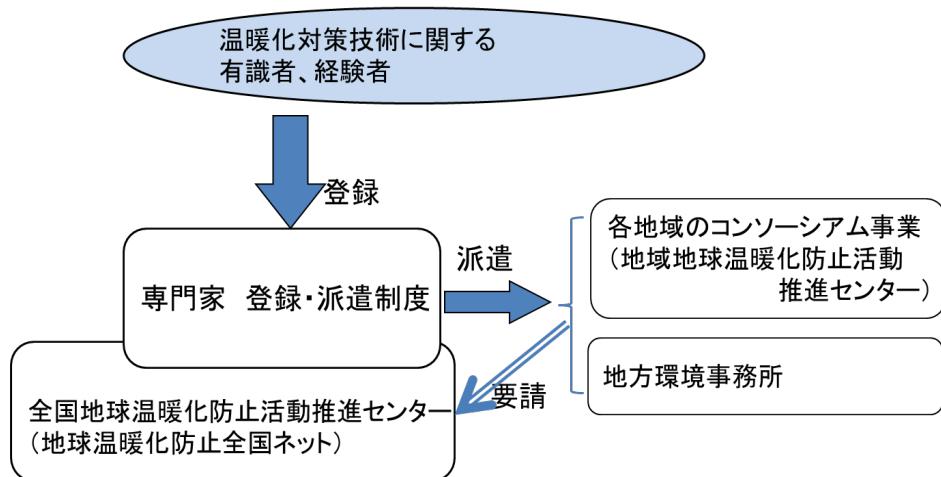 温暖化対策技術に関する
有識者、経験者
登録
専門家　登録・派遣制度
派遣
各地域のコンソーシアム事業
（地域地球温暖化防止活動
推進センター）
地方環境事務所
要請
全国地球温暖化防止活動推進センター
（地球温暖化防止全国ネット）